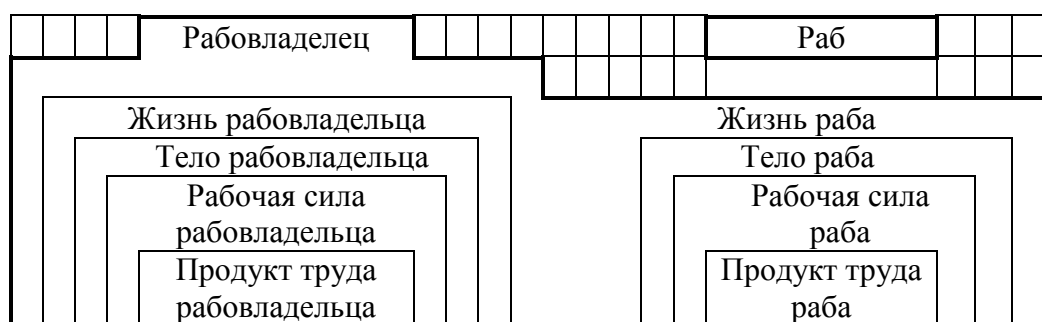 Рабовладелец
Раб
Жизнь рабовладельца
Жизнь раба
Тело рабовладельца
Тело раба
Рабочая сила
рабовладельца
Рабочая сила
раба
Продукт труда
рабовладельца
Продукт труда
раба